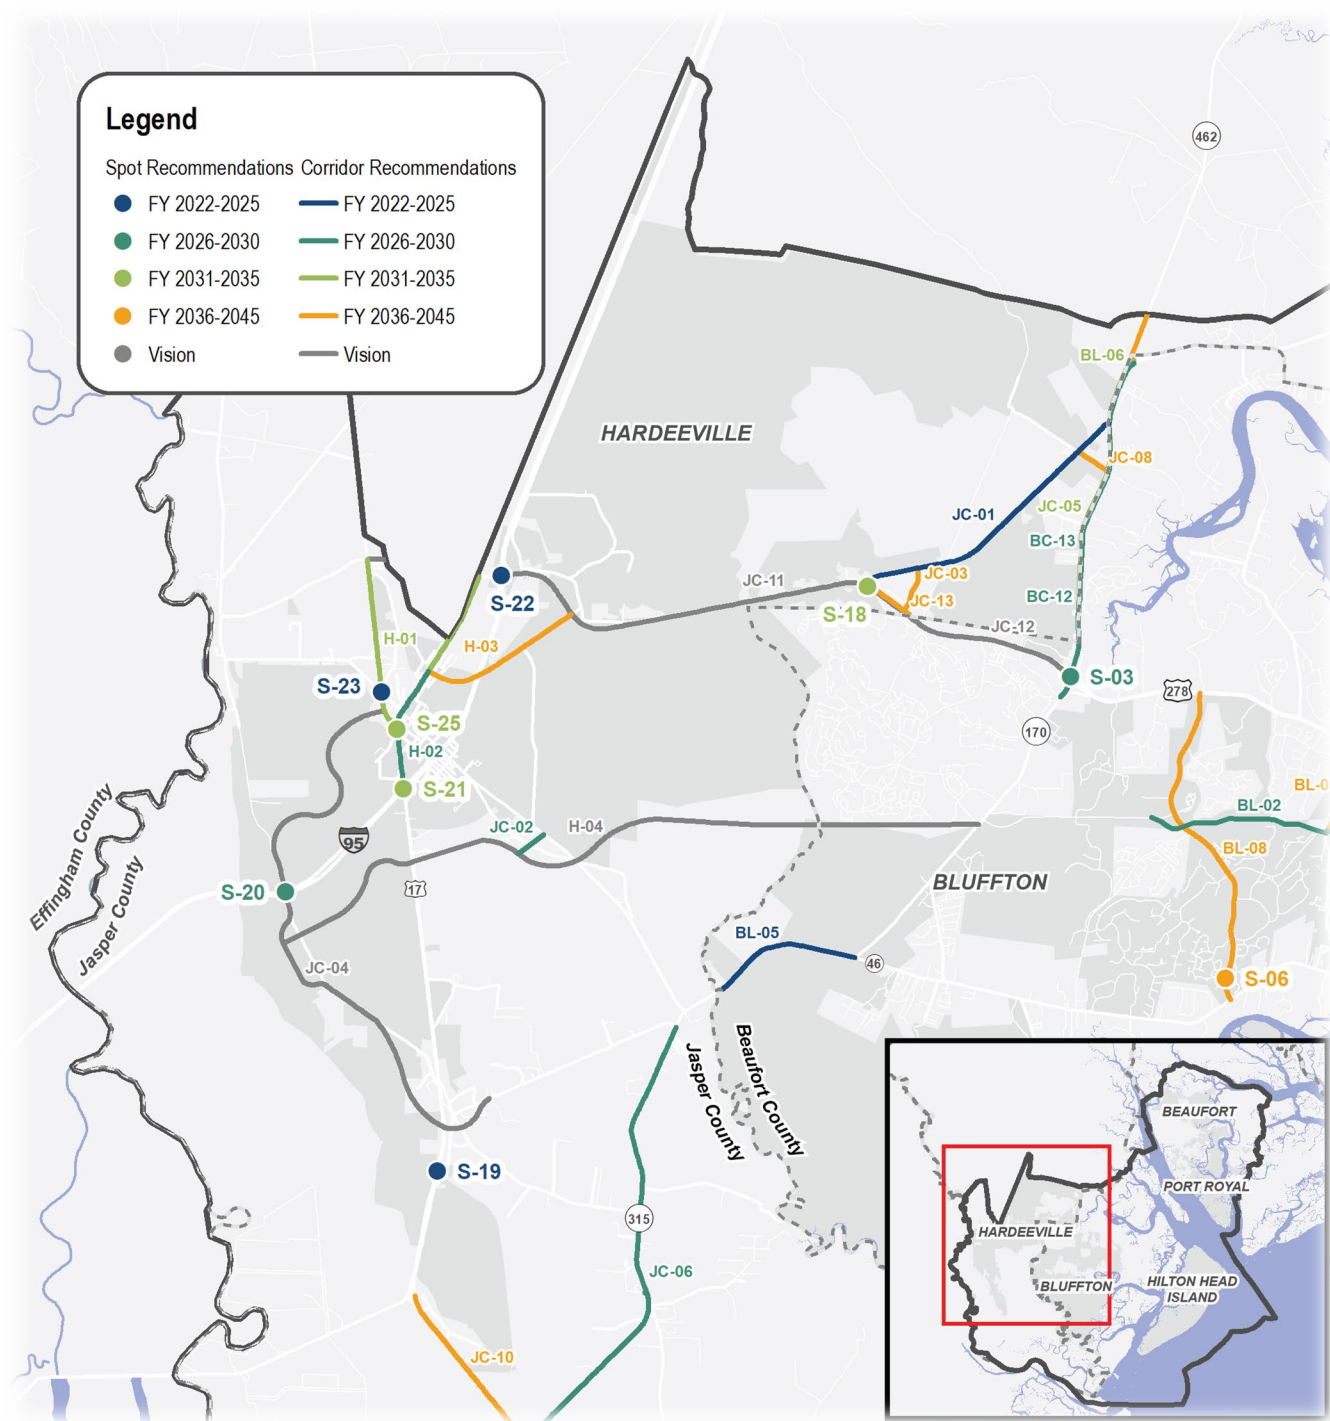 Legend
Spot Recommendations Corridor Recommendations
FY 2022-2025 FY 2022-2025
FY 2026-2030 FY 2026-2030
FY 2031-2035 FY 2031-2035
FY 2036-2045 FY 2036-2045
Vision Vision
462
BL-06
HARDEEVILLE
JC-08
JC-05
JC-01
BC-13
JC-03
JC-11
BC-12
S-22
JC-13
S-18
JC-12
H-01
H-03
S-03
S-23
278
S-25
170
H-02
S-21
BL-0
BL-02
JC-02
H-04
95
BL-08
Effingham County
Jasper County
17
BLUFFTON
S-20
BL-05
46
JC-04
S-06
Beaufort County
Jasper County
BEAUFORT
S-19
PORT ROYAL
315
HARDEEVILLE
JC-06
BLUFFTON
HILTON HEAD
ISLAND
JC-10